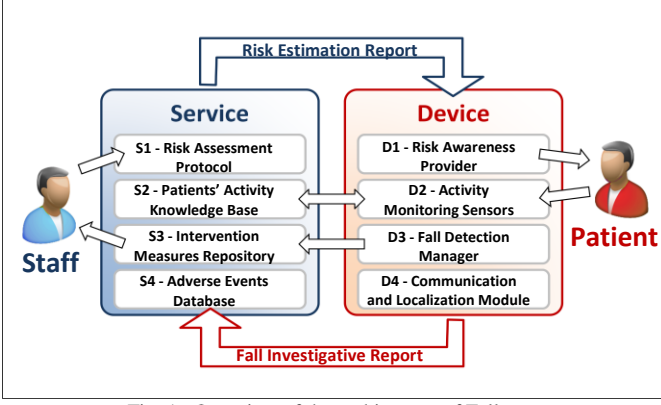 Risk Estimation Report
Service
Device
S1 - Risk Assessment
Protocol
S2 - Patients' Activity
Knowledge Base
S3 - Intervention
Measures Repository
S4 - Adverse Events
Database
D1 - Risk Awareness
Provider
D2 - Activity
Monitoring Sensors
D3 - Fall Detection
Manager
D4 - Communication
and Localization Module
Staff
Patient
Fall Investigative Report